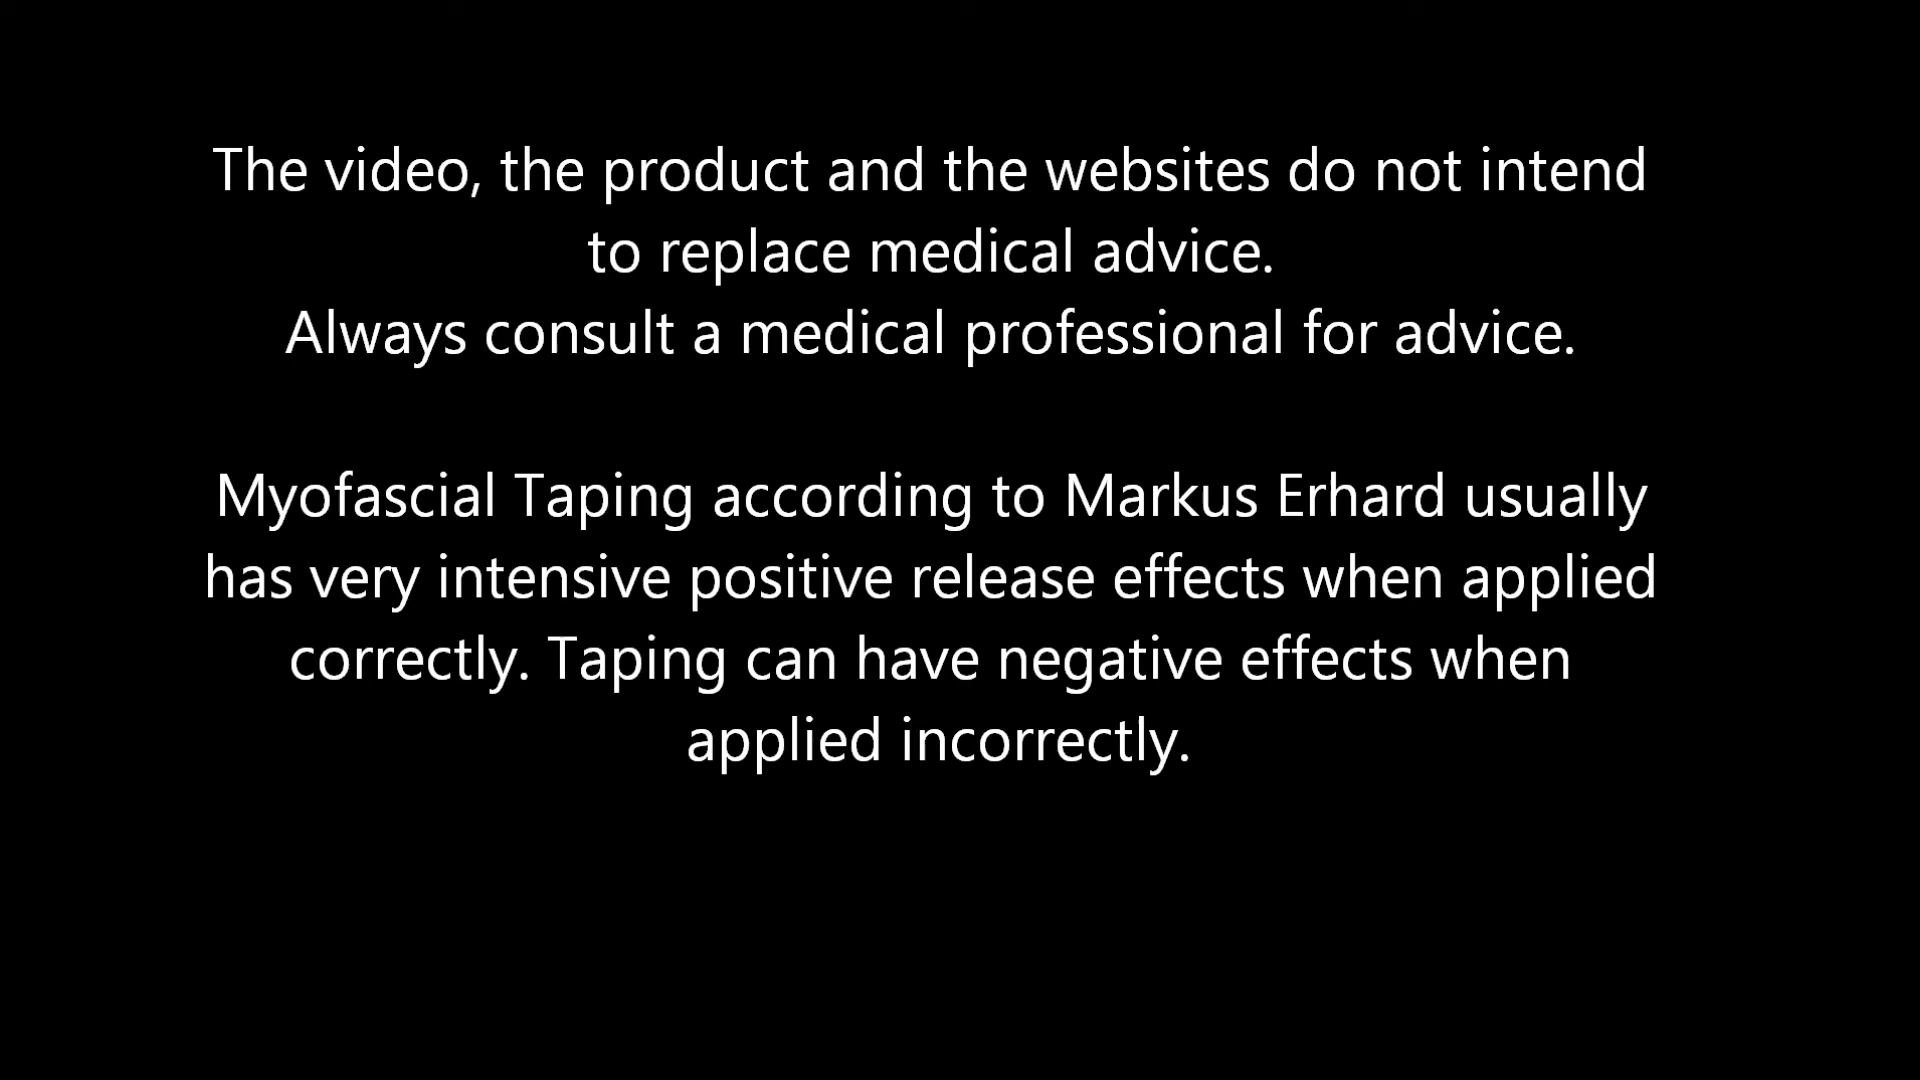 The video, the product and the websites do not intend
to replace medical advice.
Always consult a medical professional for advice.
Myofascial Taping according to Markus Erhard usually
has very intensive positive release effects when applied
correctly. Taping can have negative effects when
applied incorrectly.